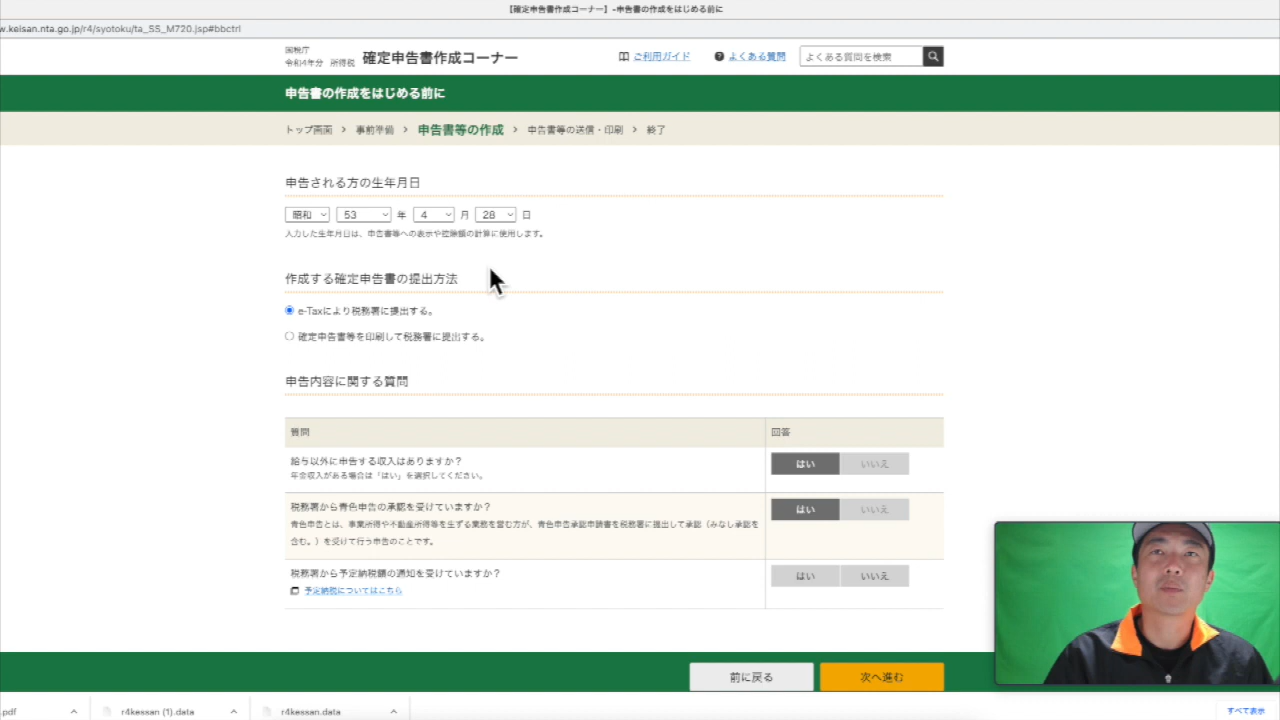 【確定申告書作成コーナー】-申告書の作成をはじめる前に
w.keisan.nta.go.jp/r4/syotoku/ta_SS_M720.jsp#bbctrl
国税庁
令和4年分 所得税 確定申告書作成コーナー
ご利用ガイド
よくある質問
よくある質問を検索
申告書の作成をはじめる前に
トップ画面 > 事前準備 > 申告書等の作成 > 申告書等の送信・印刷 > 終了
申告される方の生年月日
昭和 53 年 4 月 28 日
入力した生年月日は、申告書等への表示や控除額の計算に使用します。
作成する確定申告書の提出方法
e-Taxにより税務署に提出する。
確定申告書等を印刷して税務署に提出する。
申告内容に関する質問
質問 回答
給与以外に申告する収入はありますか？
年金収入がある場合は「はい」を選択してください。
はい いいえ
税務署から青色申告の承認を受けていますか？
青色申告とは、事業所得や不動産所得等を生ずる業務を営む方が、青色申告承認申請書を税務署に提出して承認（みなし承認を
含む。）を受けて行う申告のことです。
はい いいえ
税務署から予定納税額の通知を受けていますか？
予定納税についてはこちら
はい いいえ
前に戻る 次へ進む
.pdf r4kessan (1).data r4kessan.data すべて表示